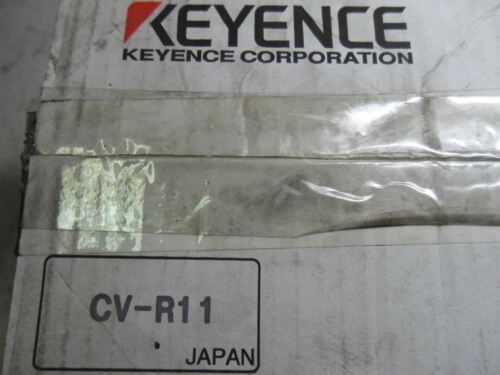 KEYENCE
KEYENCE CORPORATION
CV-R11
JAPAN